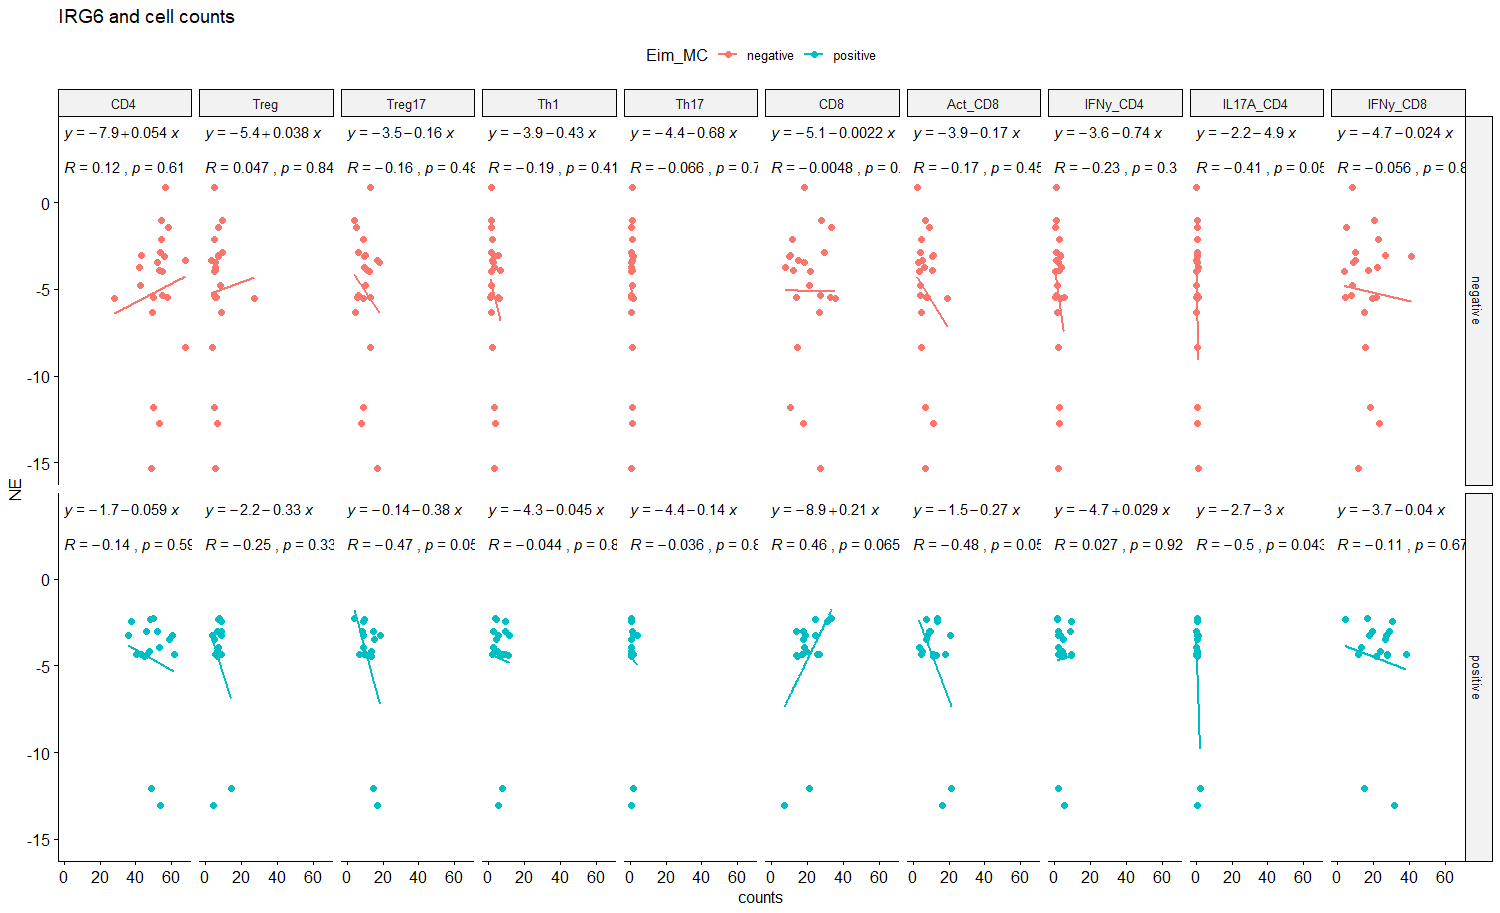 IRG6 and cell counts
Eim_MC negative positive
CD4 Treg Treg17 Th1 Th17 CD8 Act_CD8 IFNy_CD4 IL17A_CD4 IFNy_CD8
y = −7.9 + 0.054 x y = −5.4 + 0.038 x y = −3.5 − 0.16 x y = −3.9 − 0.43 x y = −4.4 − 0.68 x y = −5.1 − 0.0022 x y = −3.9 − 0.17 x y = −3.6 − 0.74 x y = −2.2 − 4.9 x y = −4.7 − 0.024 x
R = 0.12 , p = 0.61 R = 0.047 , p = 0.84 R = −0.16 , p = 0.48 R = −0.19 , p = 0.41 R = −0.066 , p = 0.7 R = −0.0048 , p = 0. R = −0.17 , p = 0.45 R = −0.23 , p = 0.3 R = −0.41 , p = 0.05 R = −0.056 , p = 0.8
0
-5
-10
-15
negative
NE
y = −1.7 − 0.059 x y = −2.2 − 0.33 x y = −0.14 − 0.38 x y = −4.3 − 0.045 x y = −4.4 − 0.14 x y = −8.9 + 0.21 x y = −1.5 − 0.27 x y = −4.7 + 0.029 x y = −2.7 − 3 x y = −3.7 − 0.04 x
R = −0.14 , p = 0.59 R = −0.25 , p = 0.33 R = −0.47 , p = 0.05 R = −0.044 , p = 0.8 R = −0.036 , p = 0.8 R = 0.46 , p = 0.065 R = −0.48 , p = 0.05 R = 0.027 , p = 0.92 R = −0.5 , p = 0.043 R = −0.11 , p = 0.67
0
-5
-10
-15
positive
0 20 40 60 0 20 40 60 0 20 40 60 0 20 40 60 0 20 40 60 0 20 40 60 0 20 40 60 0 20 40 60 0 20 40 60 0 20 40 60
counts